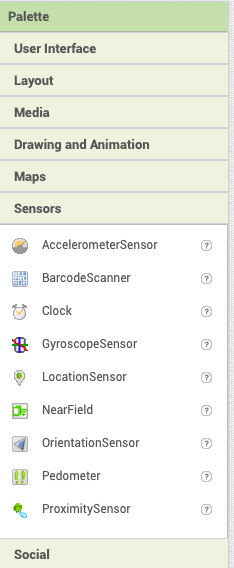 Palette
User Interface
Layout
Media
Drawing and Animation
Maps
Sensors
AccelerometerSensor ?
BarcodeScanner ?
Clock ?
GyroscopeSensor ?
LocationSensor ?
NearField ?
OrientationSensor ?
Pedometer ?
ProximitySensor ?
Social